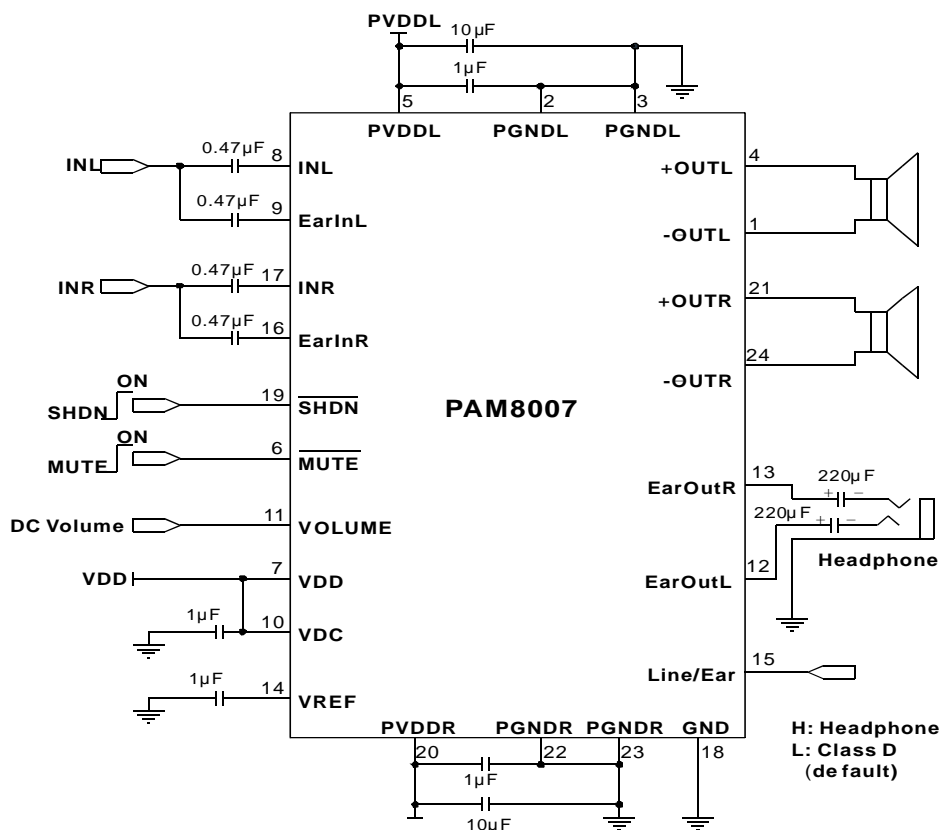 PVDDL
10µF
1µF
5 2 3
PVDDL PGNDL PGNDL
INL 0.47µF 8 INL
0.47µF 9 EarInL
INR 0.47µF 17 INR
0.47µF 16 EarInR
ON
SHDN 19 SHDN
ON
MUTE 6 MUTE
DC Volume 11 VOLUME
VDD 7 VDD
1µF 10 VDC
1µF 14 VREF
PAM8007
+OUTL 4
-OUTL 1
+OUTR 21
-OUTR 24
EarOutR 13 220µF
+ −
220µF
+ −
EarOutL 12
Headphone
Line/Ear 15
H: Headphone
L: Class D
(default)
PVDDR PGNDR PGNDR GND
20 22 23 18
1µF
10µF